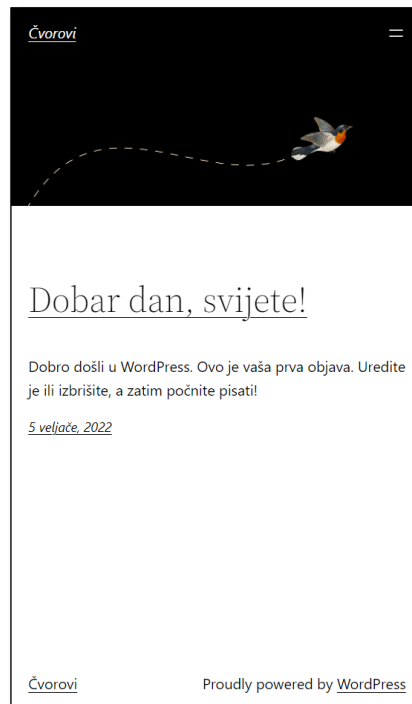 Čvorovi
Dobar dan, svijete!
Dobro došli u WordPress. Ovo je vaša prva objava. Uredite
je ili izbrišite, a zatim počnite pisati!
5 veljače, 2022
Čvorovi
Proudly powered by WordPress